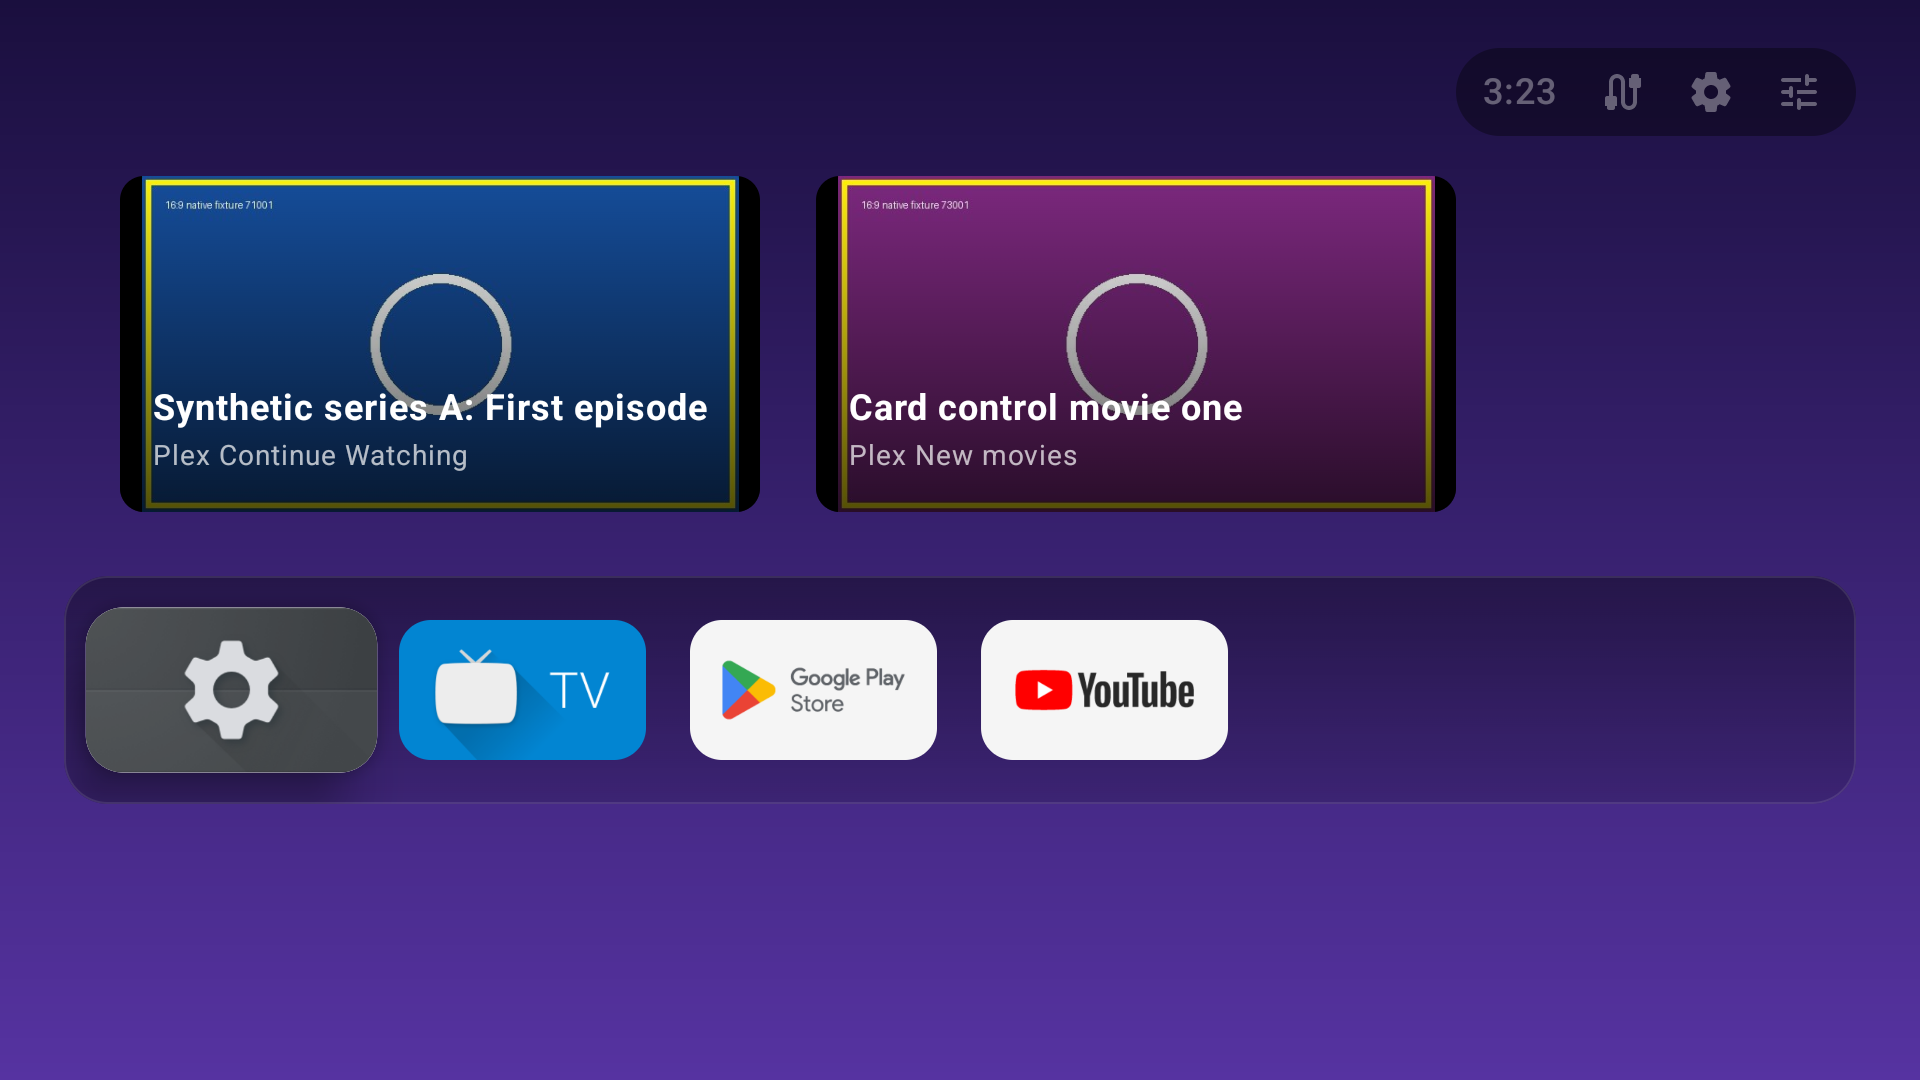 3:23
16:9 native fixture 71001
Synthetic series A: First episode
Plex Continue Watching
16:9 native fixture 73001
Card control movie one
Plex New movies
TV
Google Play
Store
YouTube